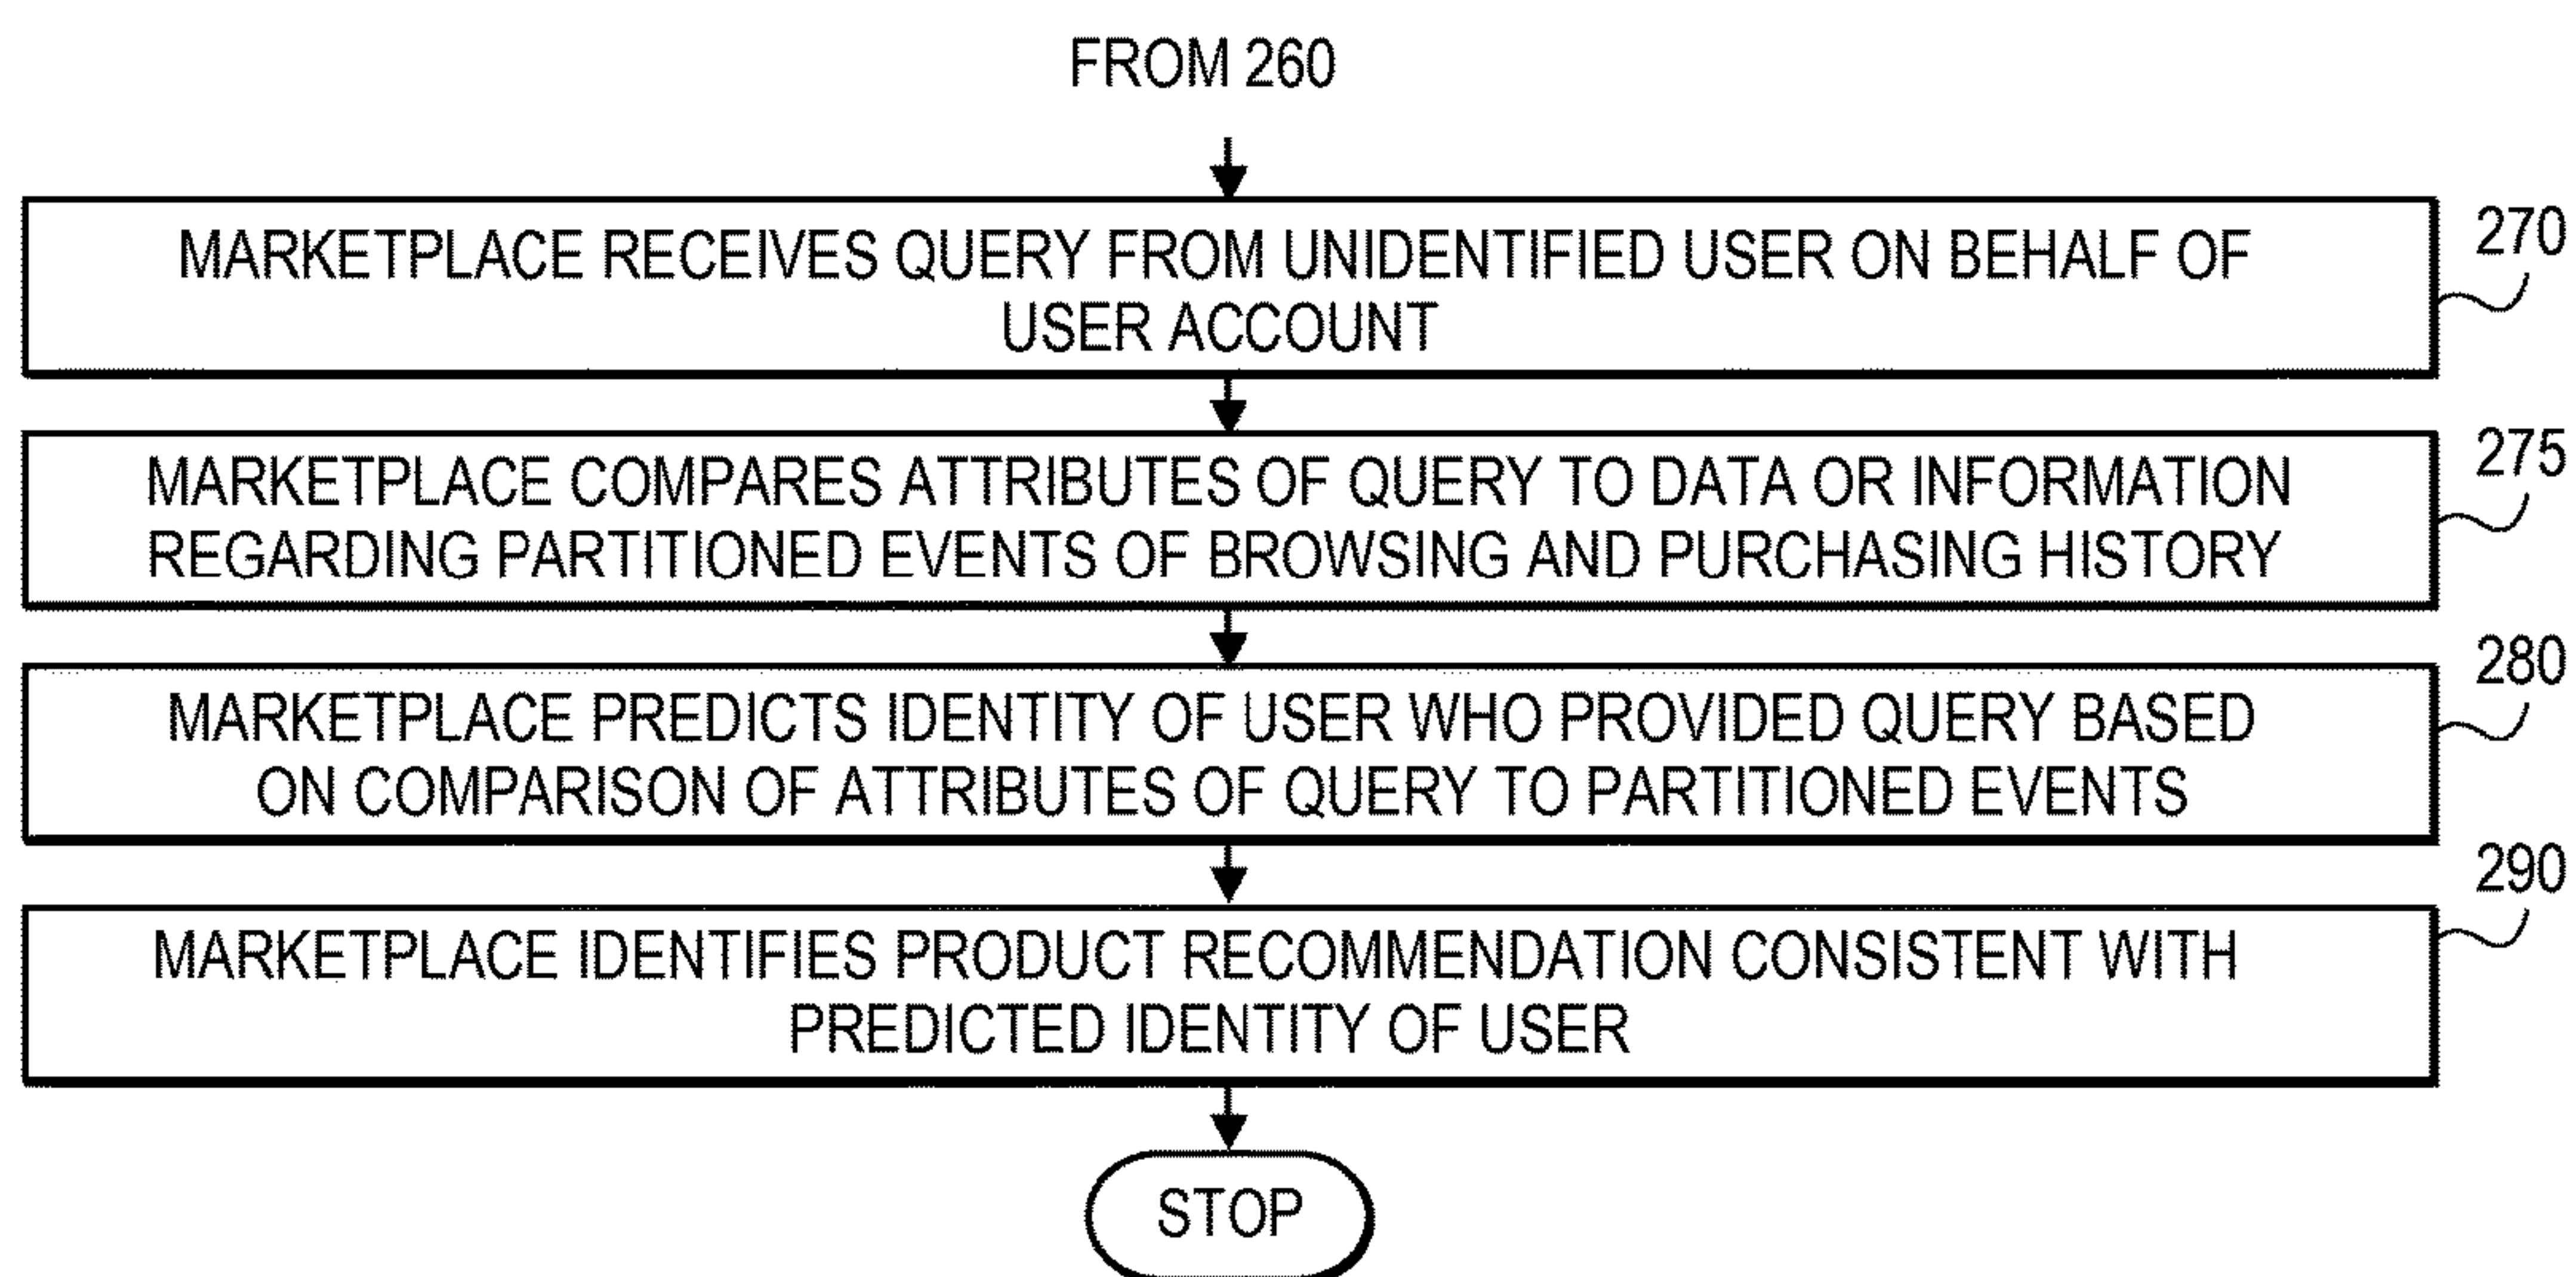 FROM 260
MARKETPLACE RECEIVES QUERY FROM UNIDENTIFIED USER ON BEHALF OF
USER ACCOUNT
270
MARKETPLACE COMPARES ATTRIBUTES OF QUERY TO DATA OR INFORMATION
REGARDING PARTITIONED EVENTS OF BROWSING AND PURCHASING HISTORY
275
MARKETPLACE PREDICTS IDENTITY OF USER WHO PROVIDED QUERY BASED
ON COMPARISON OF ATTRIBUTES OF QUERY TO PARTITIONED EVENTS
280
MARKETPLACE IDENTIFIES PRODUCT RECOMMENDATION CONSISTENT WITH
PREDICTED IDENTITY OF USER
290
STOP